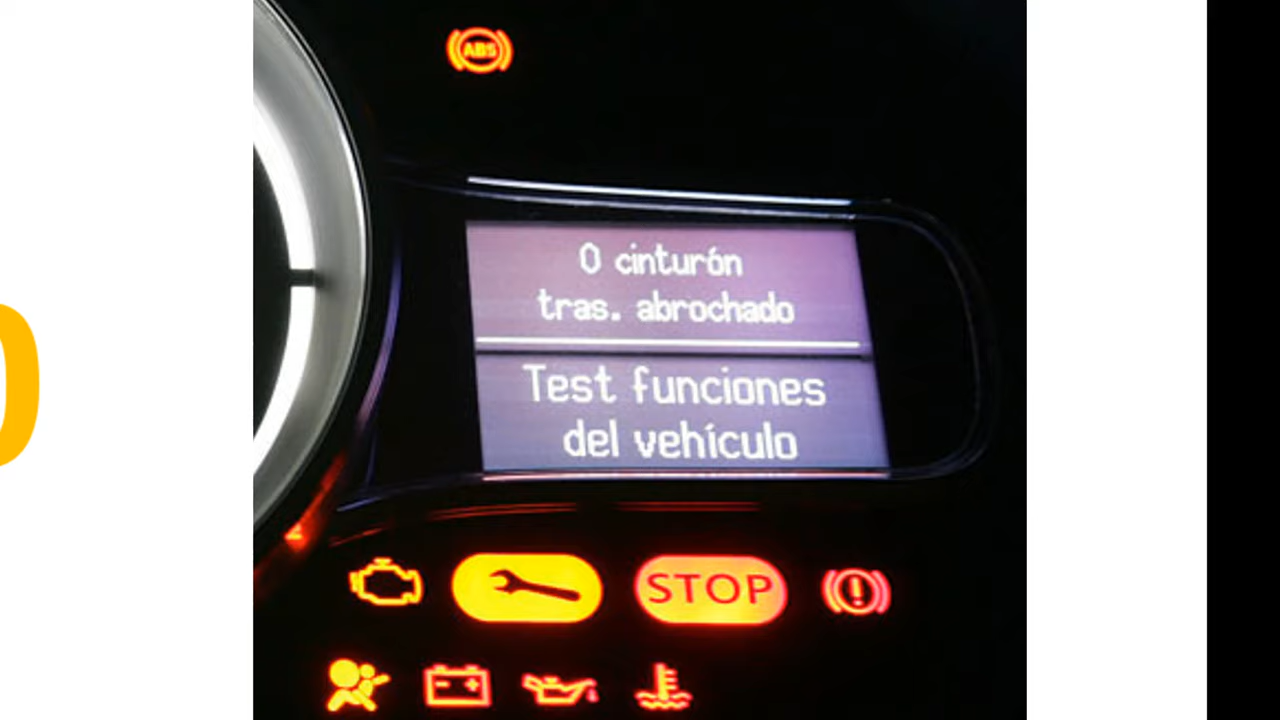 ABS
0 cinturón
tras. abrochado
Test funciones
del vehículo
STOP